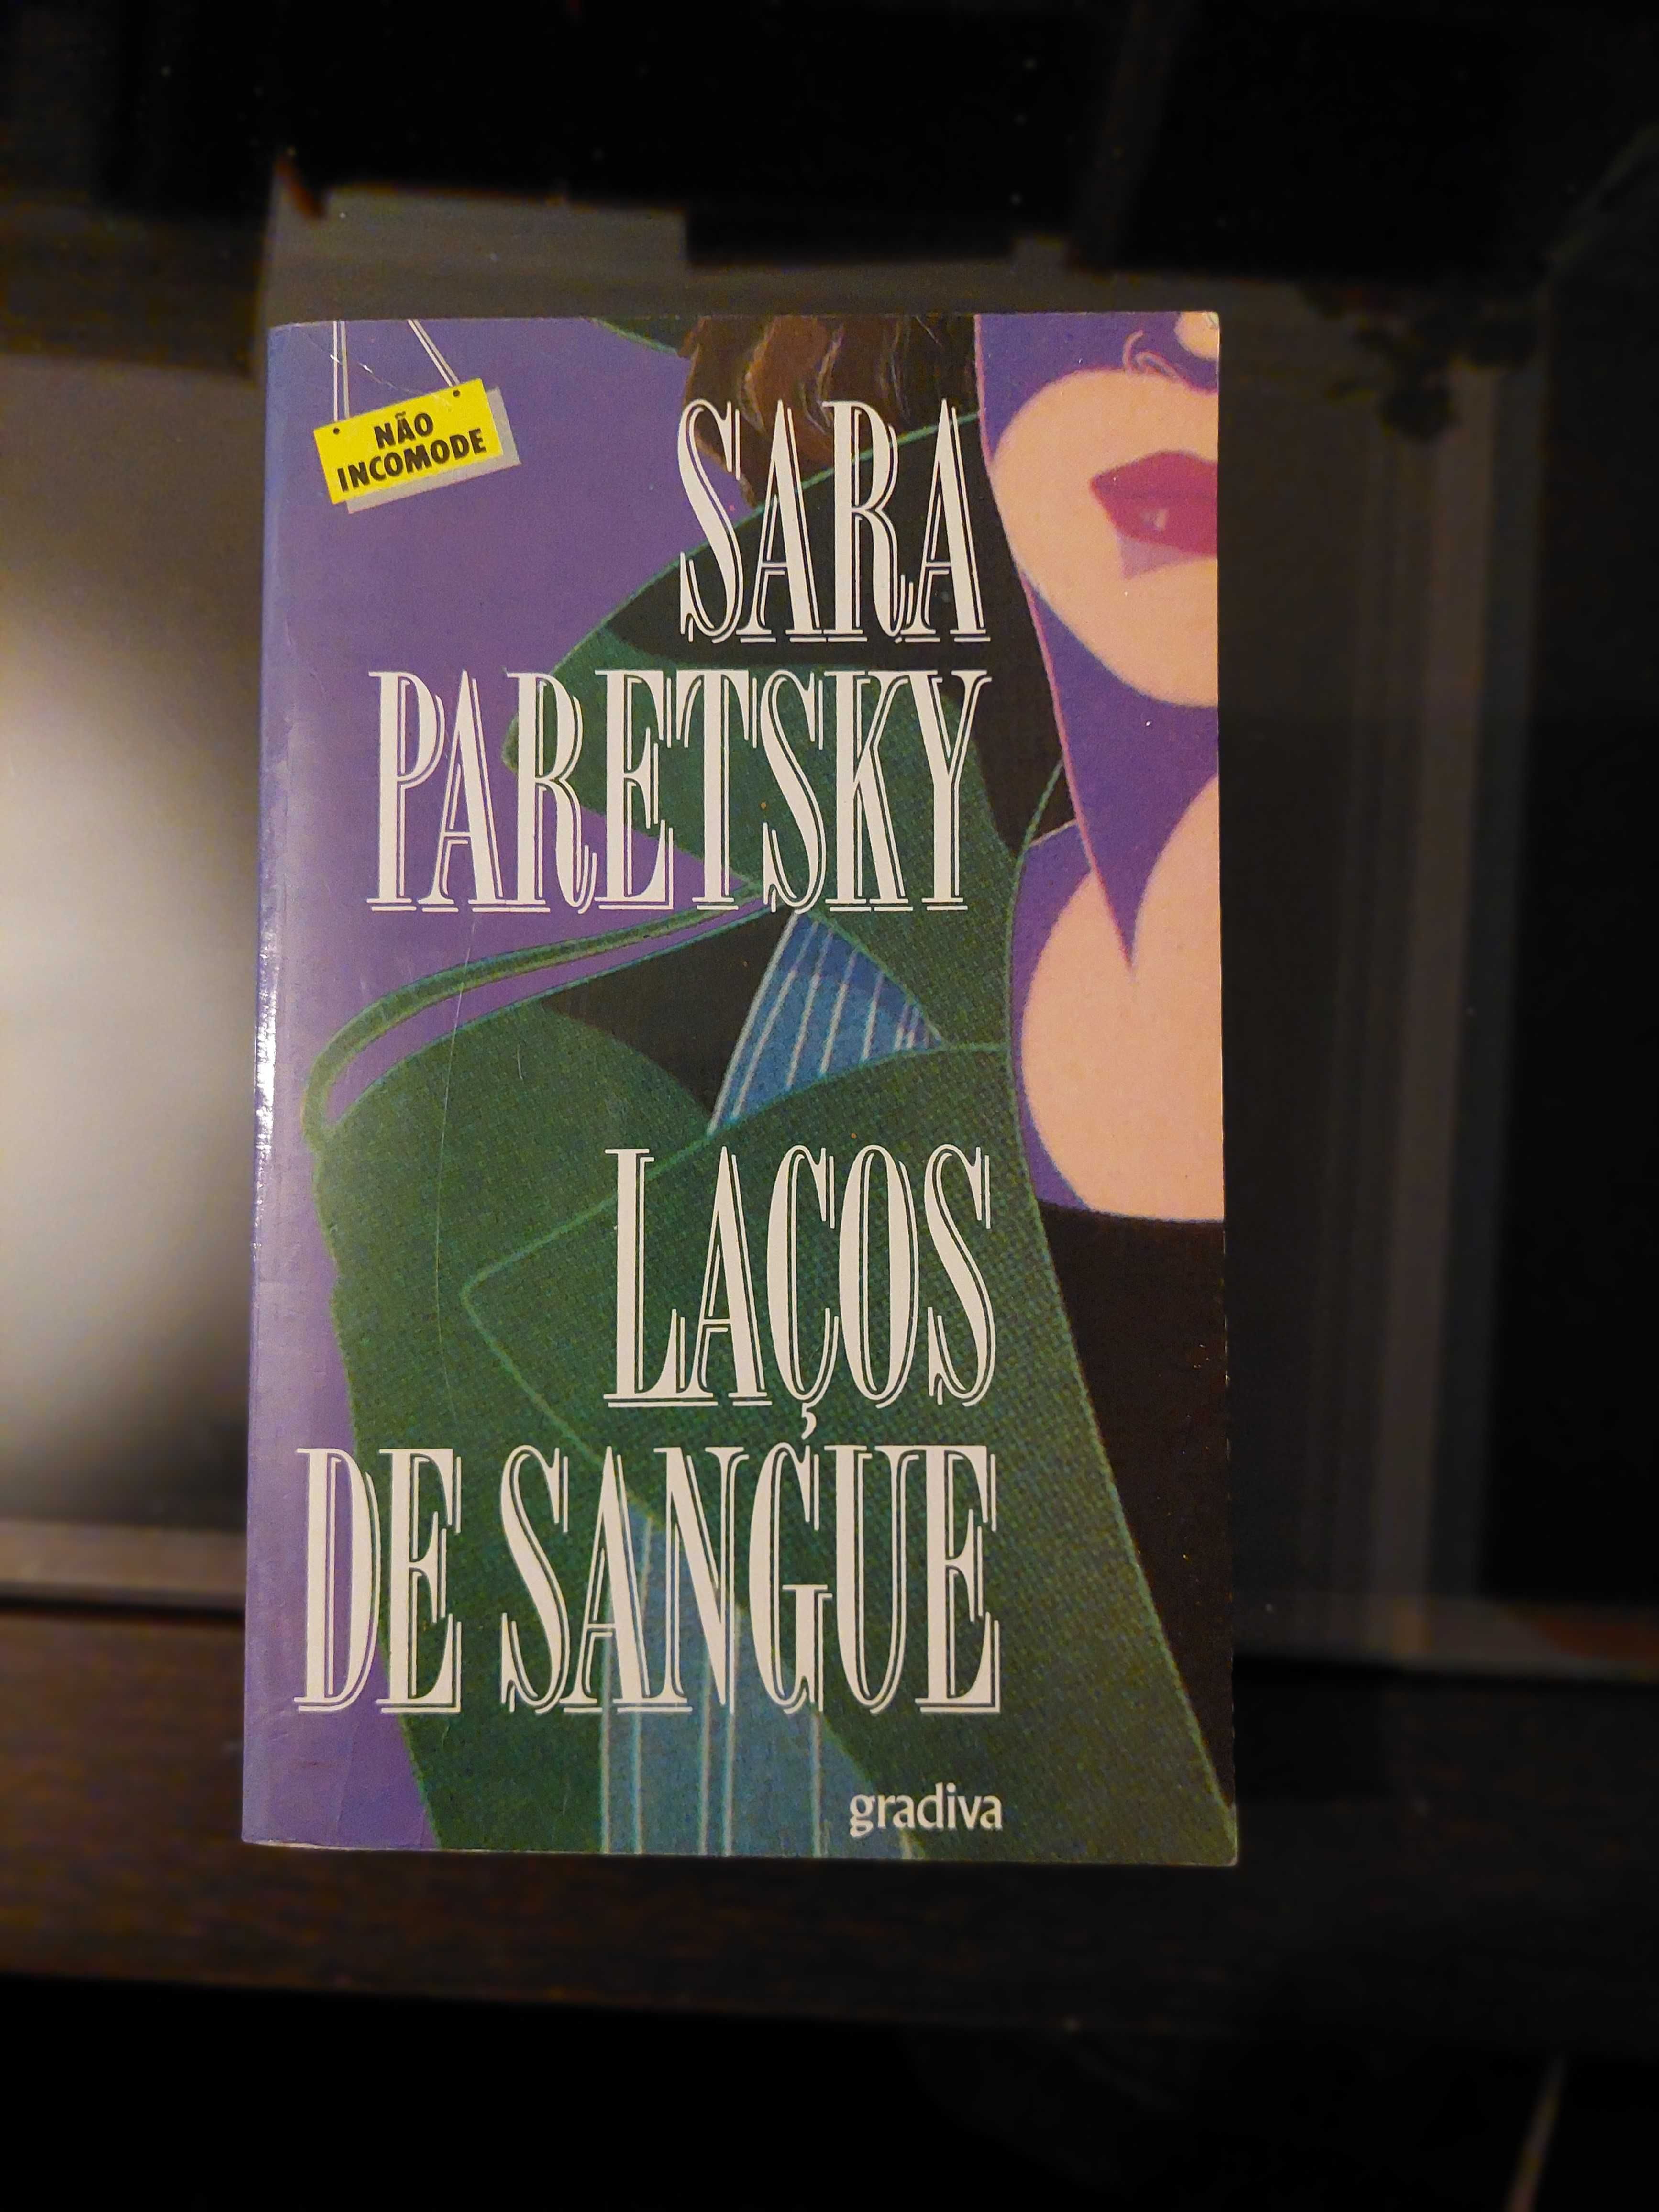 NÃO
INCOMODE
SARA
PARETSKY
LAÇOS
DE SANGUE
gradiva